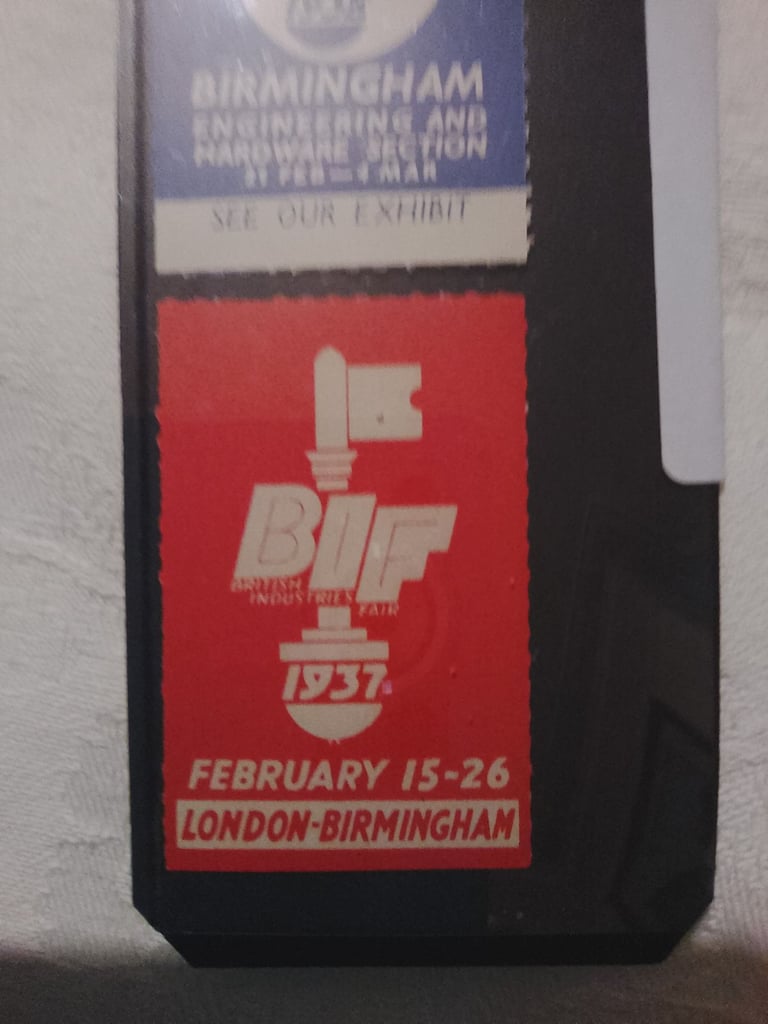 BIRMINGHAM
ENGINEERING AND
HARDWARE SECTION
21 FEB — 4 MAR
SEE OUR EXHIBIT
BIF
BRITISH
INDUSTRIES
FAIR
1937
FEBRUARY 15-26
LONDON-BIRMINGHAM